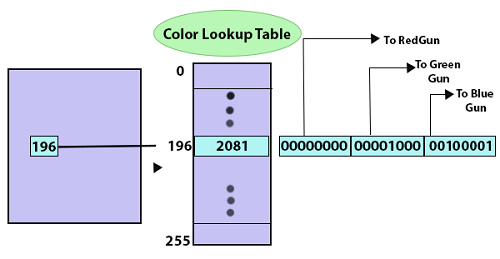 Color Lookup Table
To RedGun
To Green
Gun
To Blue
Gun
0
196
196
2081
00000000
00001000
00100001
255